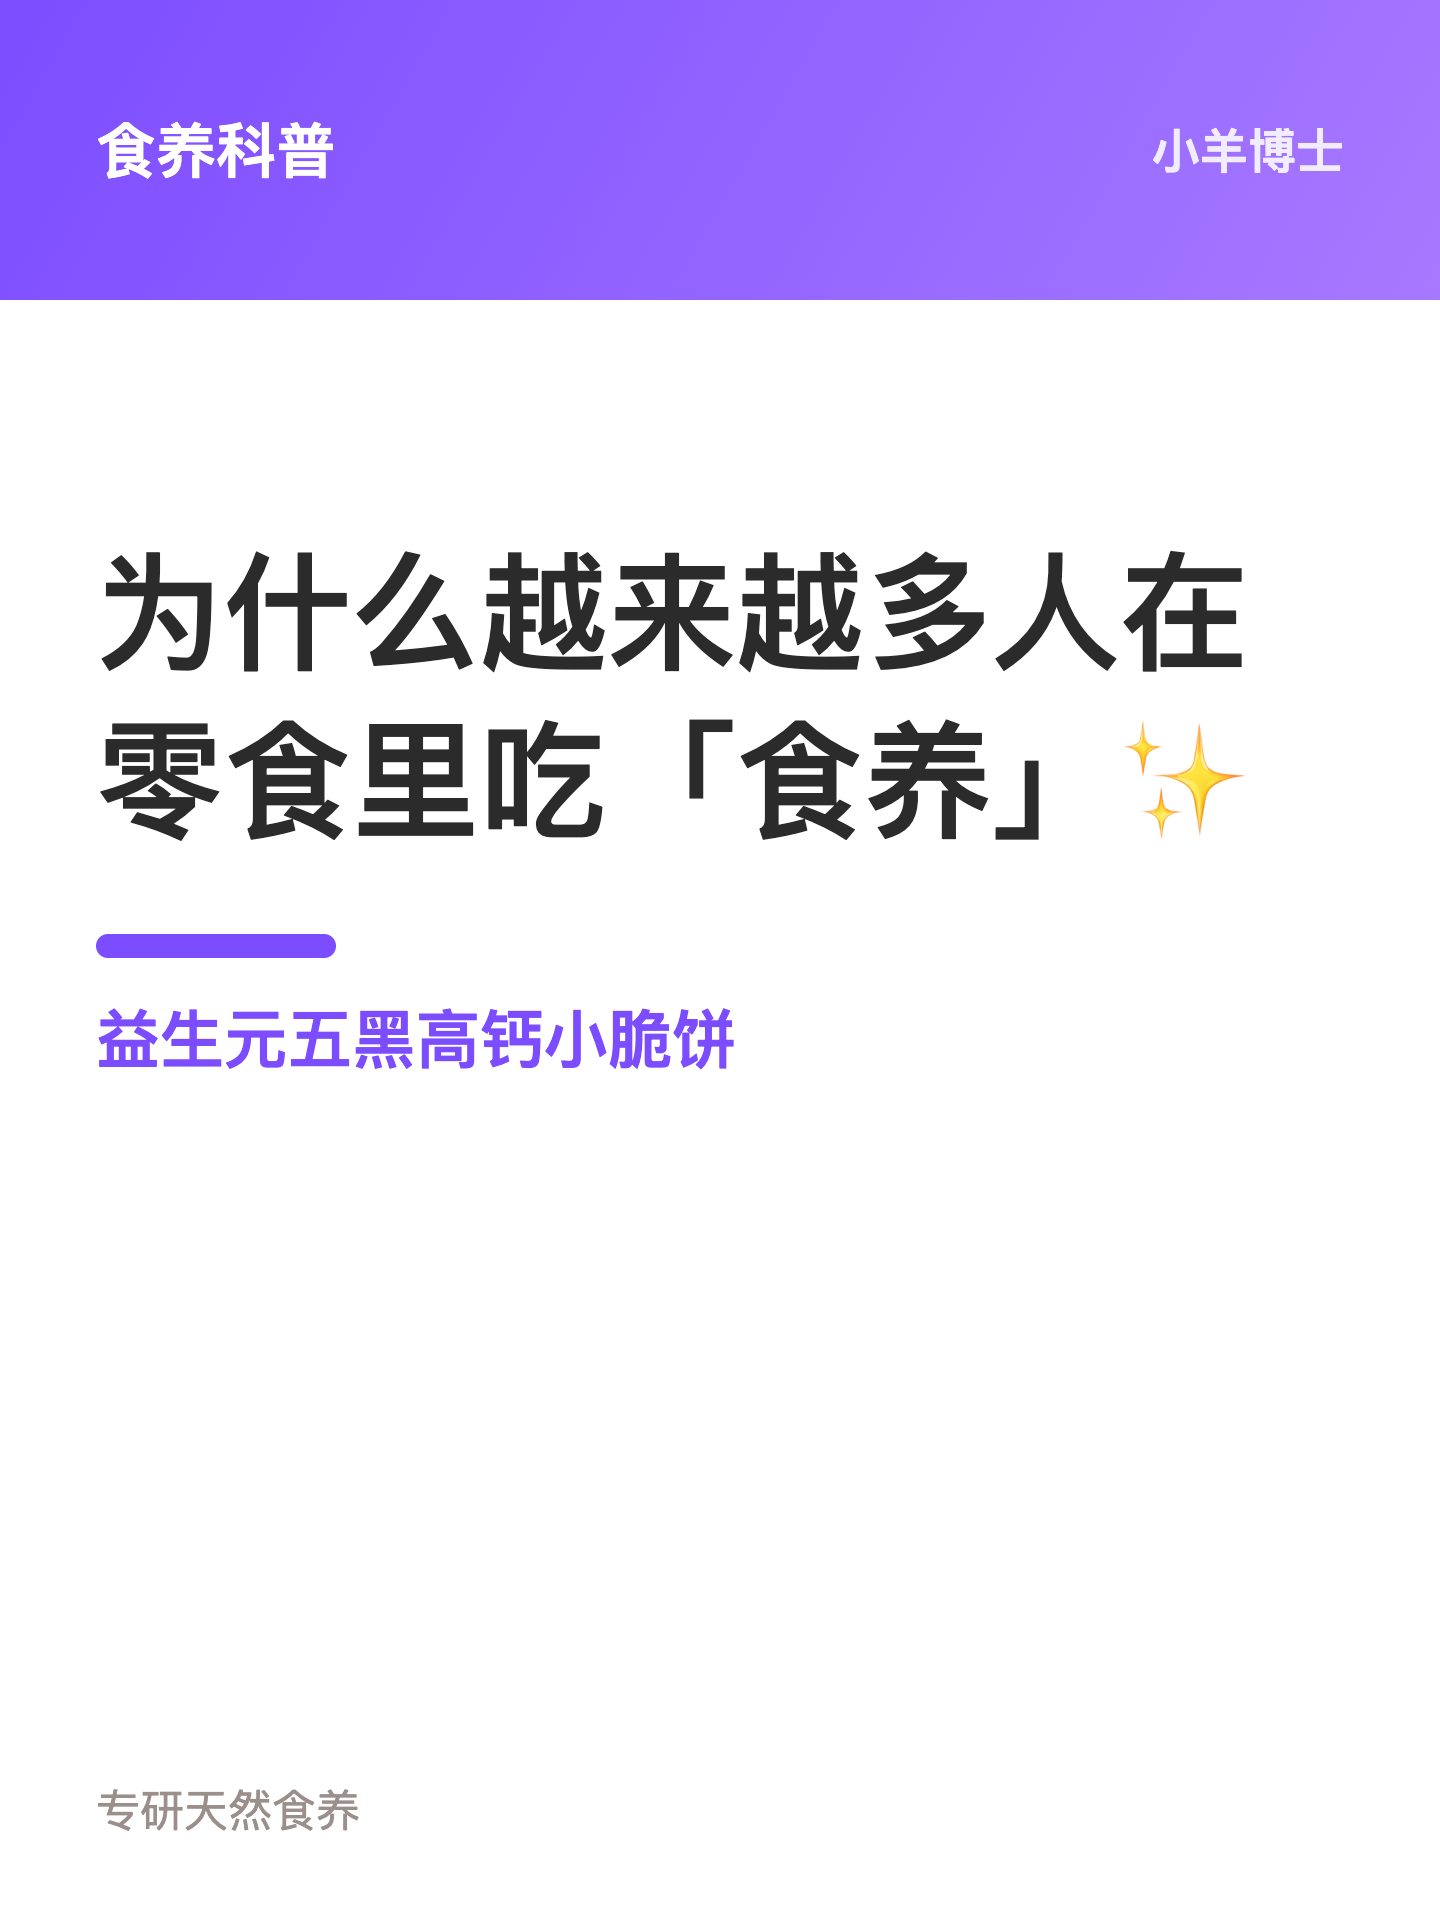 食养科普
小羊博士
为什么越来越多人在
零食里吃「食养」✨
益生元五黑高钙小脆饼
专研天然食养